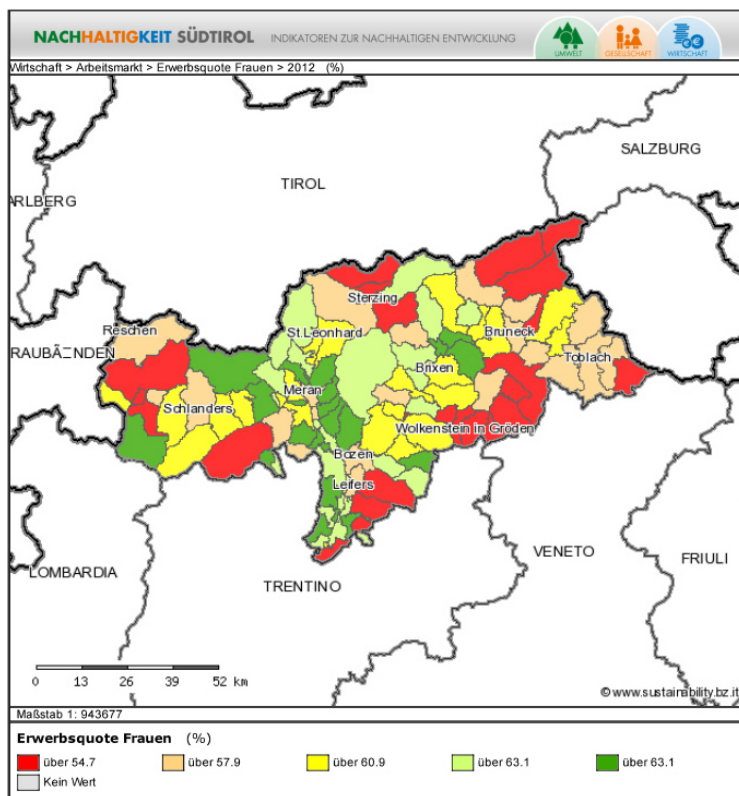 NACHHALTIGKEIT SÜDTIROL INDIKATOREN ZUR NACHHALTIGEN ENTWICKLUNG
UMWELT GESELLSCHAFT WIRTSCHAFT
Wirtschaft > Arbeitsmarkt > Erwerbsquote Frauen > 2012 (%)
SALZBURG
TIROL
ARLBERG
Sterzing
Reschen
St.Leonhard
Bruneck
RAUBÃ☐NDEN
Toblach
Brixen
Meran
Schlanders
Wolkenstein in Gröden
Bozen
Leifers
VENETO
FRIULI
LOMBARDIA
TRENTINO
0 13 26 39 52 km
©www.sustainability.bz.it
Maßstab 1: 943677
Erwerbsquote Frauen (%)
über 54.7 über 57.9 über 60.9 über 63.1 über 63.1
Kein Wert